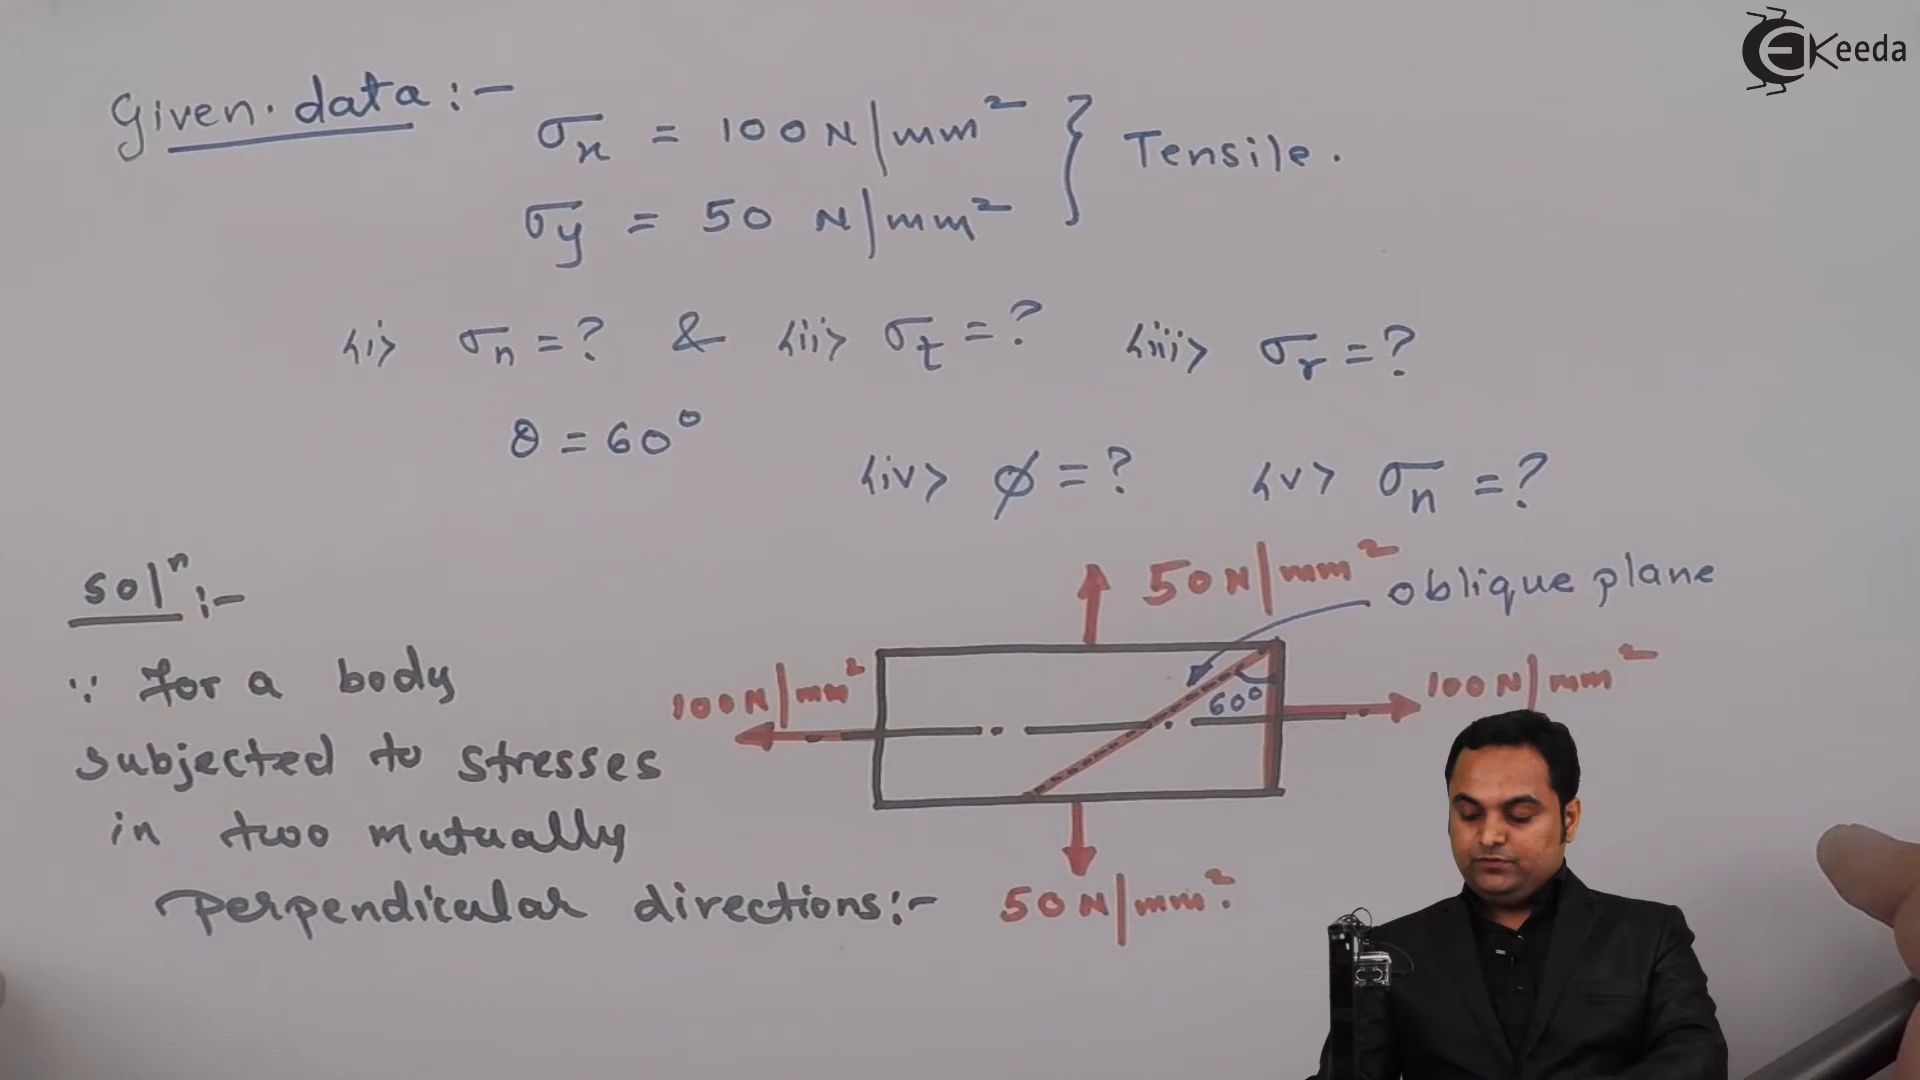 Ekeeda
Given data :-
σx = 100 N/mm² } Tensile.
σy = 50 N/mm²
<i> σn = ? & <ii> σt = ? <iii> σr = ?
θ = 60°
<iv> φ = ? <v> σn = ?
solⁿ :-
50 N/mm²
oblique plane
∵ for a body
100 N/mm²
60°
100 N/mm²
subjected to stresses
in two mutually
perpendicular directions :-
50 N/mm².